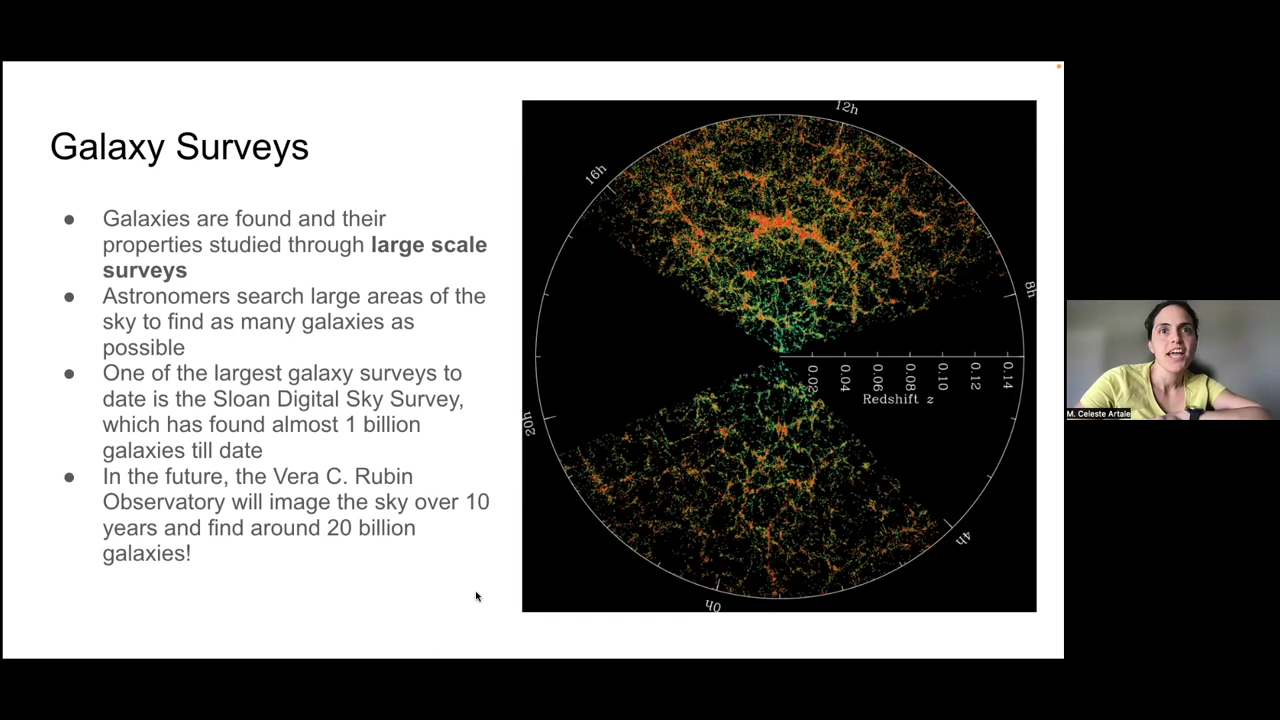 Galaxy Surveys
● Galaxies are found and their
properties studied through large scale
surveys
● Astronomers search large areas of the
sky to find as many galaxies as
possible
● One of the largest galaxy surveys to
date is the Sloan Digital Sky Survey,
which has found almost 1 billion
galaxies till date
● In the future, the Vera C. Rubin
Observatory will image the sky over 10
years and find around 20 billion
galaxies!
12h
16h
8h
0.02 0.04 0.06 0.08 0.10 0.12 0.14
Redshift z
20h
4h
0h
M. Celeste Artale